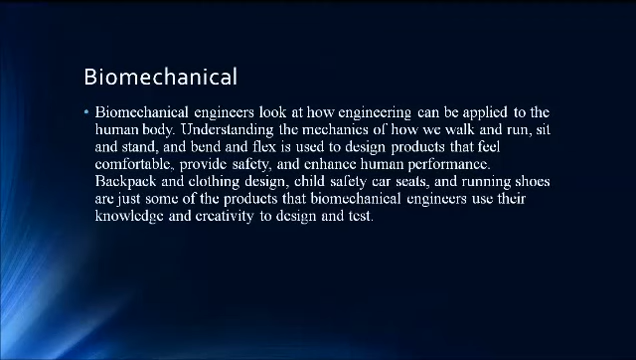 Biomechanical
• Biomechanical engineers look at how engineering can be applied to the
human body. Understanding the mechanics of how we walk and run, sit
and stand, and bend and flex is used to design products that feel
comfortable, provide safety, and enhance human performance.
Backpack and clothing design, child safety car seats, and running shoes
are just some of the products that biomechanical engineers use their
knowledge and creativity to design and test.